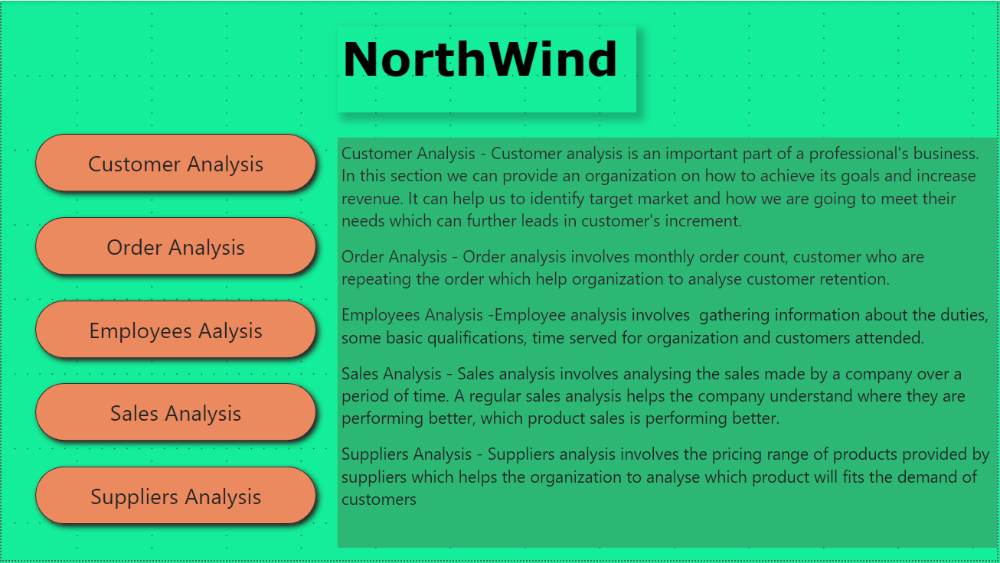 NorthWind
Customer Analysis
Order Analysis
Employees Aalysis
Sales Analysis
Suppliers Analysis
Customer Analysis - Customer analysis is an important part of a professional's business.
In this section we can provide an organization on how to achieve its goals and increase
revenue. It can help us to identify target market and how we are going to meet their
needs which can further leads in customer's increment.
Order Analysis - Order analysis involves monthly order count, customer who are
repeating the order which help organization to analyse customer retention.
Employees Analysis -Employee analysis involves  gathering information about the duties,
some basic qualifications, time served for organization and customers attended.
Sales Analysis - Sales analysis involves analysing the sales made by a company over a
period of time. A regular sales analysis helps the company understand where they are
performing better, which product sales is performing better.
Suppliers Analysis - Suppliers analysis involves the pricing range of products provided by
suppliers which helps the organization to analyse which product will fits the demand of
customers